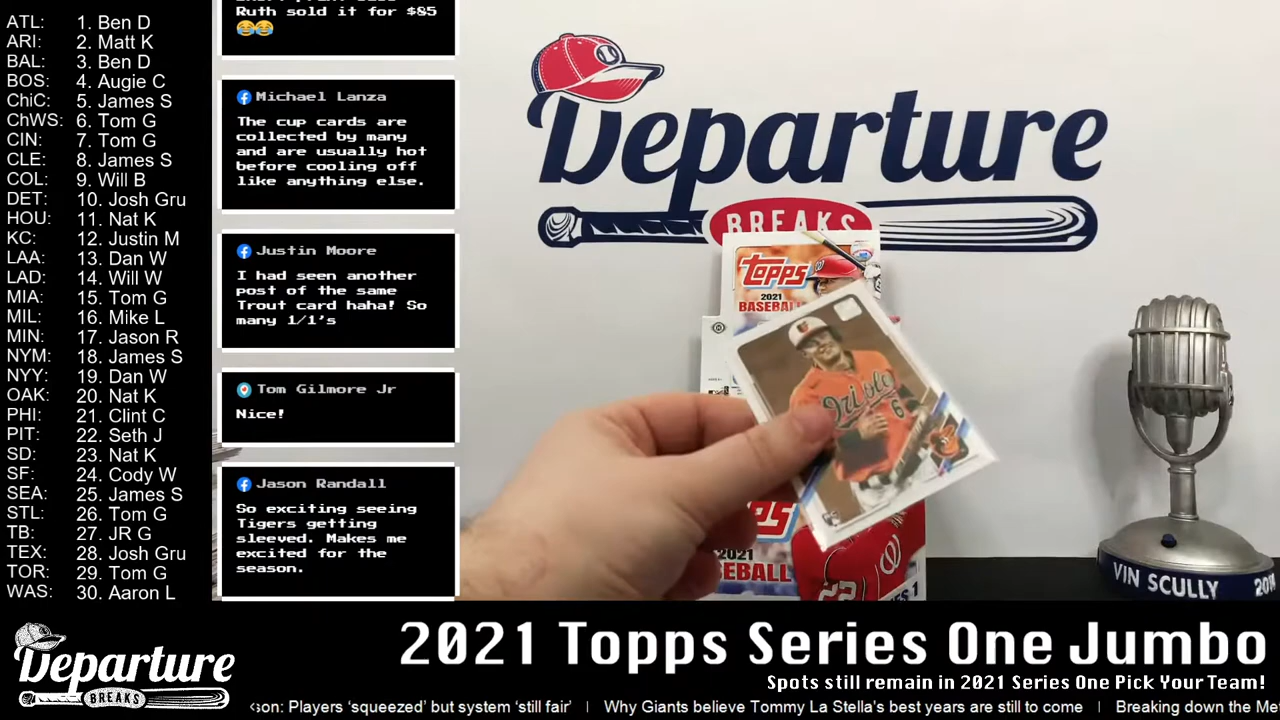 ATL: 1. Ben D
ARI: 2. Matt K
BAL: 3. Ben D
BOS: 4. Augie C
ChiC: 5. James S
ChWS: 6. Tom G
CIN: 7. Tom G
CLE: 8. James S
COL: 9. Will B
DET: 10. Josh Gru
HOU: 11. Nat K
KC: 12. Justin M
LAA: 13. Dan W
LAD: 14. Will W
MIA: 15. Tom G
MIL: 16. Mike L
MIN: 17. Jason R
NYM: 18. James S
NYY: 19. Dan W
OAK: 20. Nat K
PHI: 21. Clint C
PIT: 22. Seth J
SD: 23. Nat K
SF: 24. Cody W
SEA: 25. James S
STL: 26. Tom G
TB: 27. JR G
TEX: 28. Josh Gru
TOR: 29. Tom G
WAS: 30. Aaron L
Ruth sold it for $85
😂😂
Michael Lanza
The cup cards are
collected by many
and are usually hot
before cooling off
like anything else.
Justin Moore
I had seen another
post of the same
Trout card haha! So
many 1/1's
Tom Gilmore Jr
Nice!
Jason Randall
So exciting seeing
Tigers getting
sleeved. Makes me
excited for the
season.
Departure
BREAKS
Topps
2021
BASEBALL
Orioles
6
2021
VIN SCULLY
Departure
BREAKS
2021 Topps Series One Jumbo
Spots still remain in 2021 Series One Pick Your Team!
son: Players 'squeezed' but system 'still fair' | Why Giants believe Tommy La Stella's best years are still to come | Breaking down the Me